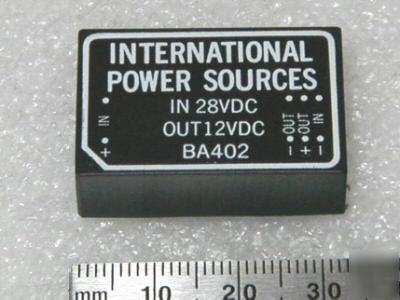 INTERNATIONAL
POWER SOURCES
IN 28VDC
OUT12VDC
BA402
+ IN
− OUT
+ OUT
− IN
mm 10 20 30